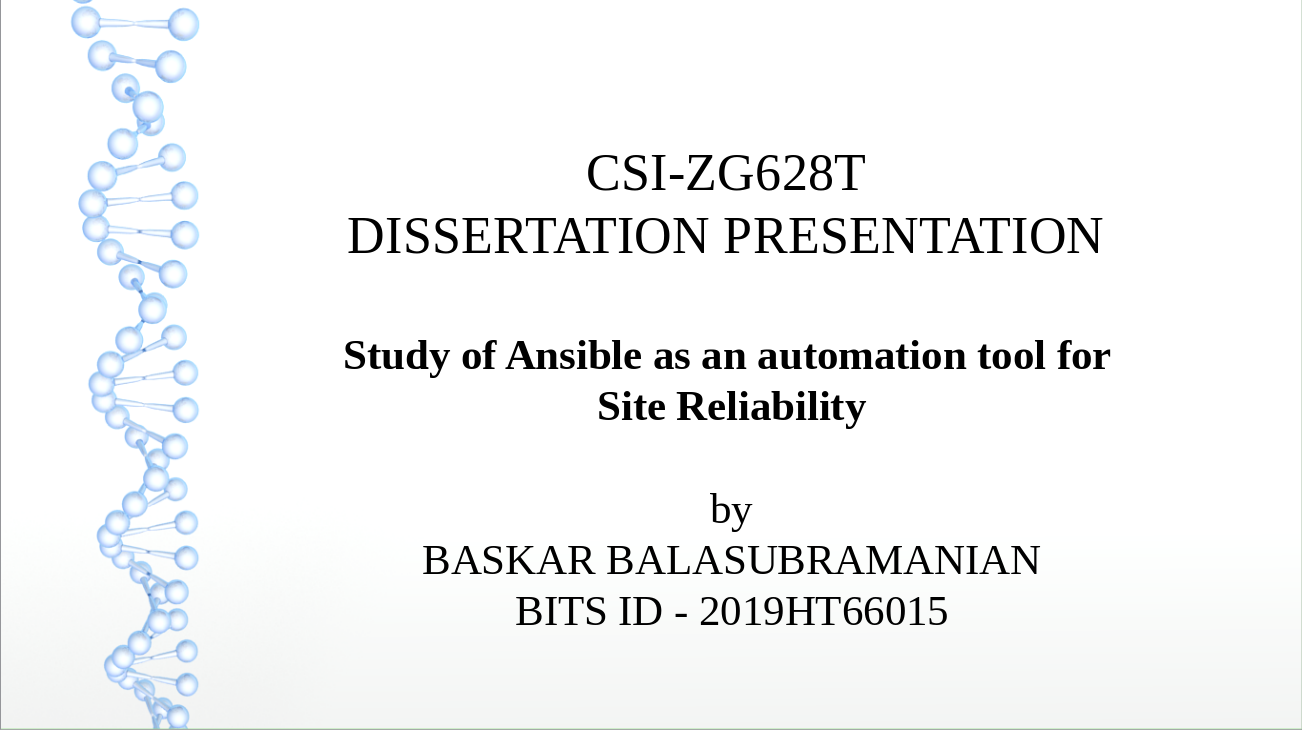 CSI-ZG628T
DISSERTATION PRESENTATION
Study of Ansible as an automation tool for
Site Reliability
by
BASKAR BALASUBRAMANIAN
BITS ID - 2019HT66015